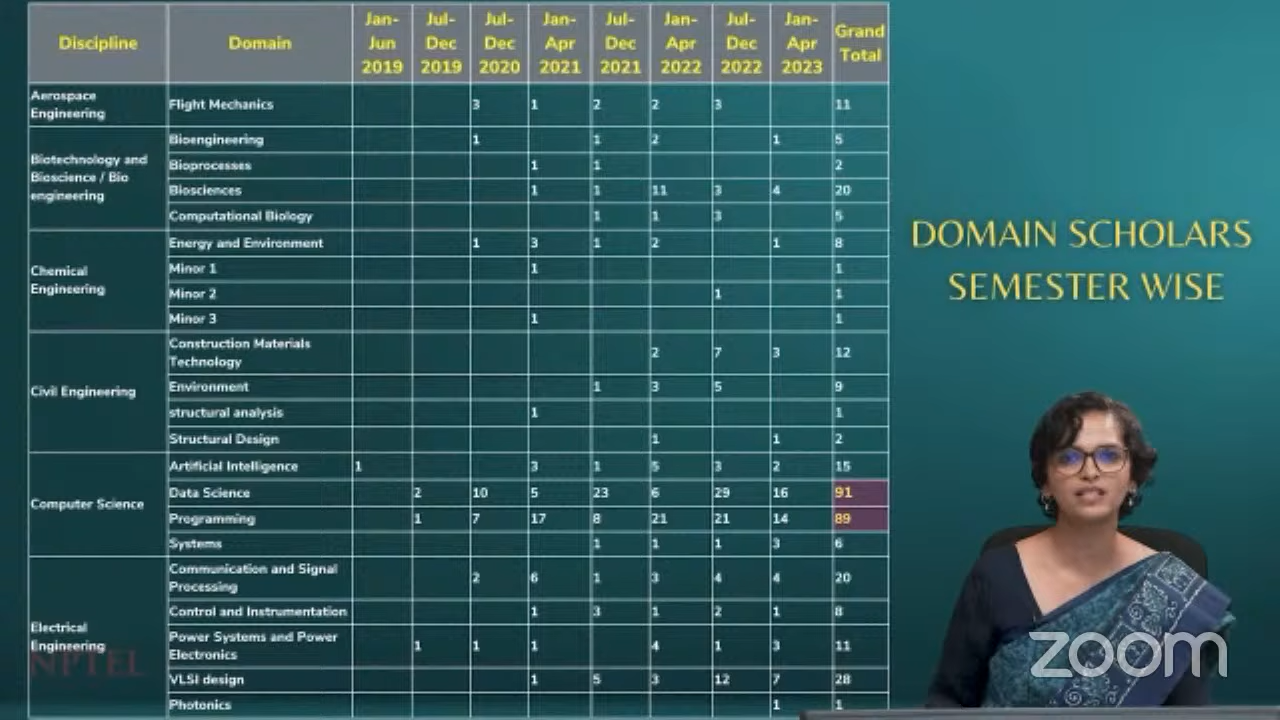 Discipline Domain Jan-Jun 2019 Jul-Dec 2019 Jul-Dec 2020 Jan-Apr 2021 Jul-Dec 2021 Jan-Apr 2022 Jul-Dec 2022 Jan-Apr 2023 Grand Total
Aerospace Engineering Flight Mechanics 3 1 2 2 3 11
Biotechnology and Bioscience / Bio engineering Bioengineering 1 1 2 1 5
Bioprocesses 1 1 2
Biosciences 1 1 11 3 4 20
Computational Biology 1 1 3 5
Chemical Engineering Energy and Environment 1 3 1 2 1 8
Minor 1 1 1
Minor 2 1 1
Minor 3 1 1
Civil Engineering Construction Materials Technology 2 7 3 12
Environment 1 3 5 9
structural analysis 1 1
Structural Design 1 1 2
Computer Science Artificial Intelligence 1 3 1 5 3 2 15
Data Science 2 10 5 23 6 29 16 91
Programming 1 7 17 8 21 21 14 89
Systems 1 1 1 3 6
Electrical Engineering Communication and Signal Processing 2 6 1 3 4 4 20
Control and Instrumentation 1 3 1 2 1 8
Power Systems and Power Electronics 1 1 1 4 1 3 11
VLSI design 1 5 3 12 7 28
Photonics 1 1
NPTEL
DOMAIN SCHOLARS
SEMESTER WISE
zoom